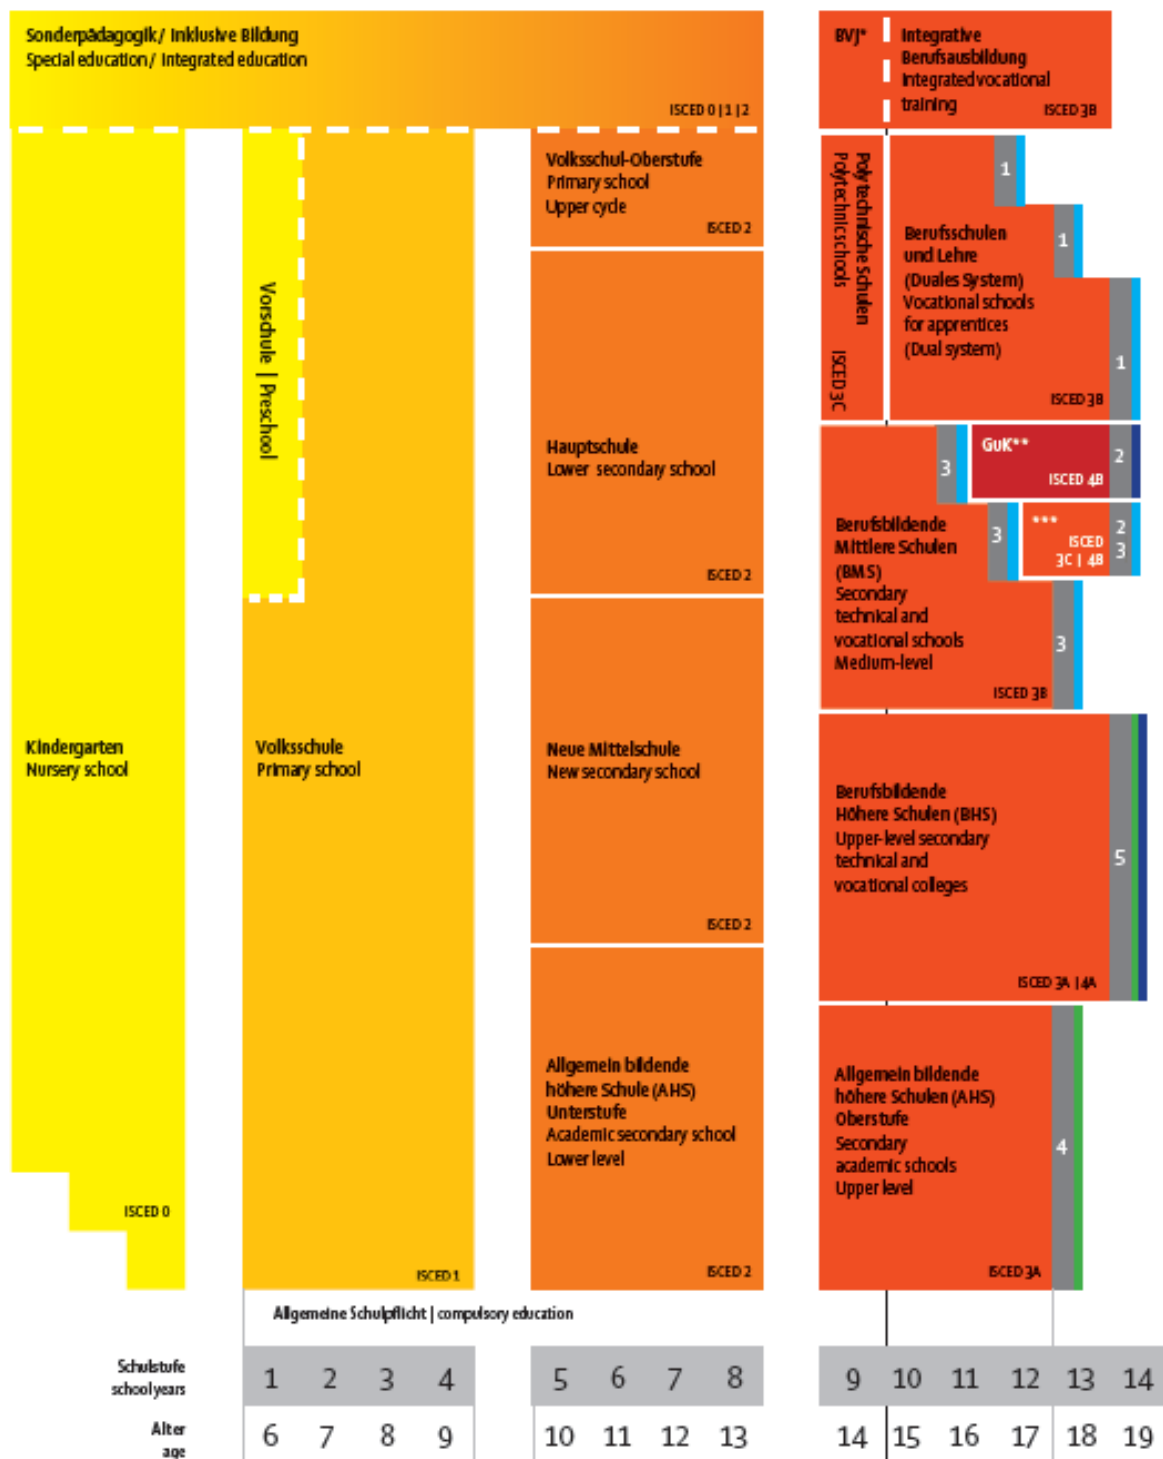 Sonderpädagogik/ Inklusive Bildung
Special education/ Integrated education
ISCED 0|1|2
BVJ*
Integrative
Berufsausbildung
Integrated vocational
training
ISCED 3B
Kindergarten
Nursery school
ISCED 0
Vorschule | Preschool
Volksschule
Primary school
ISCED 1
Volksschul-Oberstufe
Primary school
Upper cycle
ISCED 2
Hauptschule
Lower secondary school
ISCED 2
Neue Mittelschule
New secondary school
ISCED 2
Allgemein bildende
höhere Schule (AHS)
Unterstufe
Academic secondary school
Lower level
ISCED 2
Polytechnische Schulen
Polytechnic schools
ISCED 3C
Berufsschulen
und Lehre
(Duales System)
Vocational schools
for apprentices
(Dual system)
ISCED 3B
1
1
1
Berufsbildende
Mittlere Schulen
(BMS)
Secondary
technical and
vocational schools
Medium-level
ISCED 3B
3
3
3
GuK**
ISCED 4B
2
***
ISCED
3C | 4B
2
3
Berufsbildende
Höhere Schulen (BHS)
Upper-level secondary
technical and
vocational colleges
ISCED 3A |4A
5
Allgemein bildende
höhere Schulen (AHS)
Oberstufe
Secondary
academic schools
Upper level
ISCED 3A
4
Allgemeine Schulpflicht | compulsory education
Schulstufe
school years
1 2 3 4 5 6 7 8 9 10 11 12 13 14
Alter
age
6 7 8 9 10 11 12 13 14 15 16 17 18 19